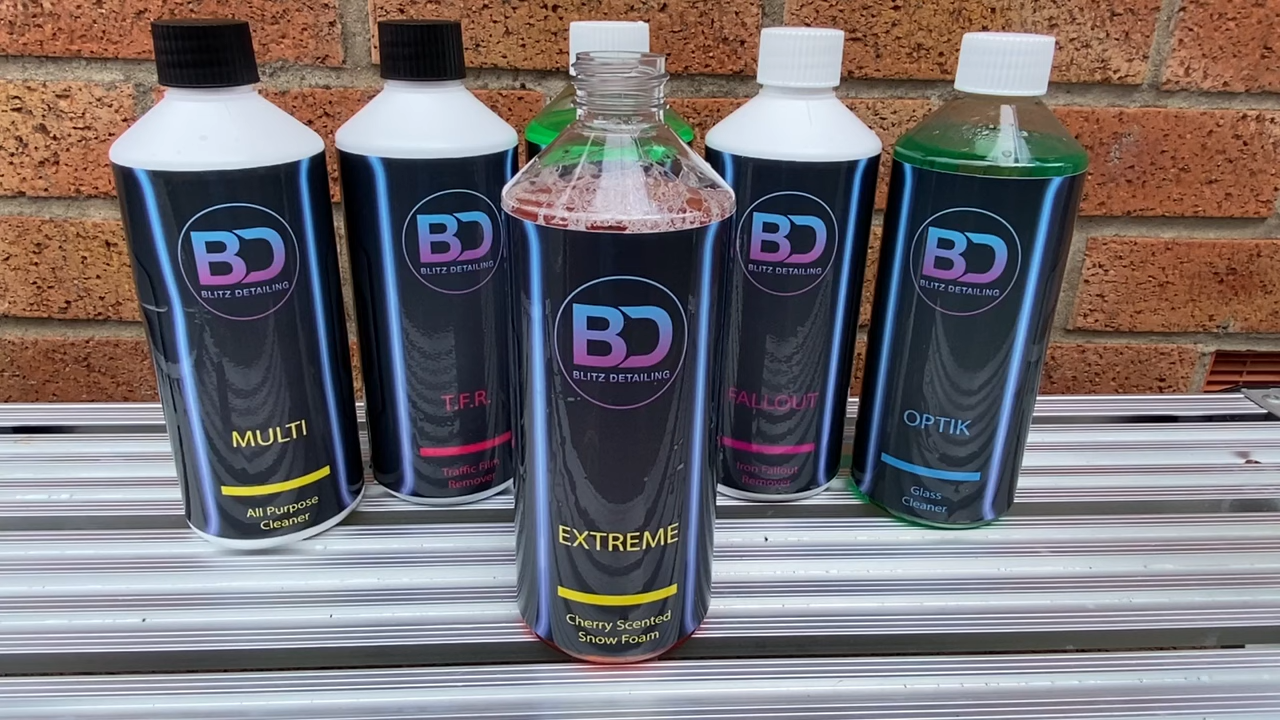 BD
BLITZ DETAILING
MULTI
All Purpose
Cleaner
BD
BLITZ DETAILING
T.F.R.
Traffic Film
Remover
BD
BLITZ DETAILING
EXTREME
Cherry Scented
Snow Foam
BD
BLITZ DETAILING
FALLOUT
Iron Fallout
Remover
BD
BLITZ DETAILING
OPTIK
Glass
Cleaner